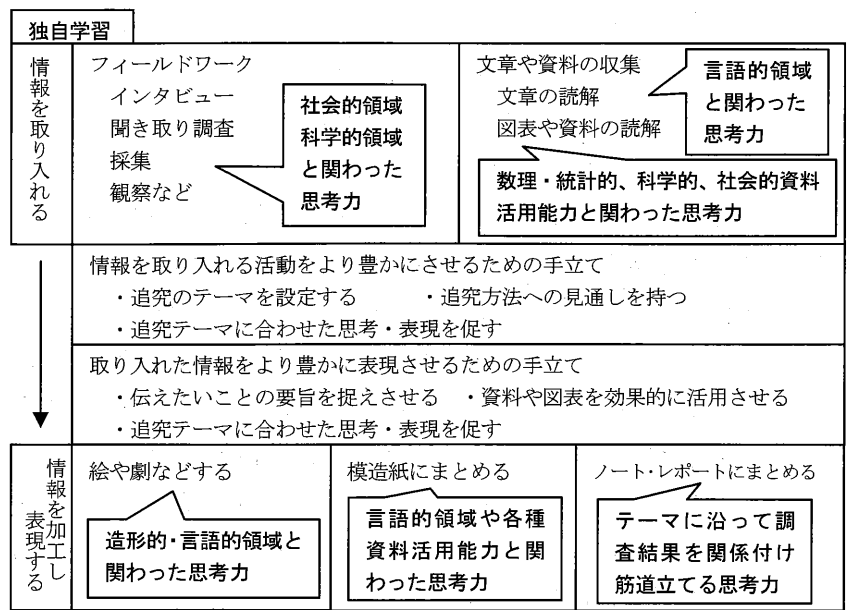 独自学習
情報を取り入れる
フィールドワーク
インタビュー
聞き取り調査
採集
観察など
社会的領域
科学的領域
と関わった
思考力
文章や資料の収集
文章の読解
図表や資料の読解
言語的領域
と関わった
思考力
数理・統計的、科学的、社会的資料
活用能力と関わった思考力
情報を取り入れる活動をより豊かにさせるための手立て
・追究のテーマを設定する ・追究方法への見通しを持つ
・追究テーマに合わせた思考・表現を促す
取り入れた情報をより豊かに表現させるための手立て
・伝えたいことの要旨を捉えさせる ・資料や図表を効果的に活用させる
・追究テーマに合わせた思考・表現を促す
情報を加工し
表現する
絵や劇などする
造形的・言語的領域と
関わった思考力
模造紙にまとめる
言語的領域や各種
資料活用能力と関
わった思考力
ノート・レポートにまとめる
テーマに沿って調
査結果を関係付け
筋道立てる思考力